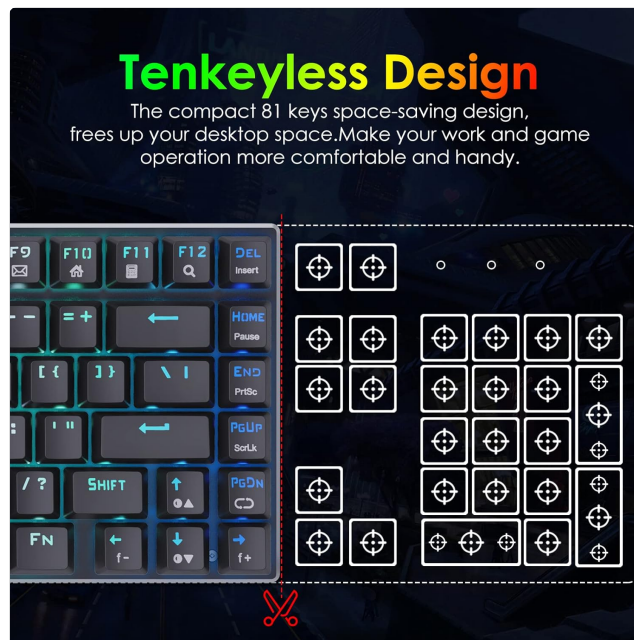 Tenkeyless Design
The compact 81 keys space-saving design,
frees up your desktop space.Make your work and game
operation more comfortable and handy.
F9 F10 F11 F12 DEL
Insert
- = + HOME
Pause
[ { ] } \ | END
PrtSc
: ' " PGUP
ScrLk
/ ? SHIFT PGDN
FN f- f+